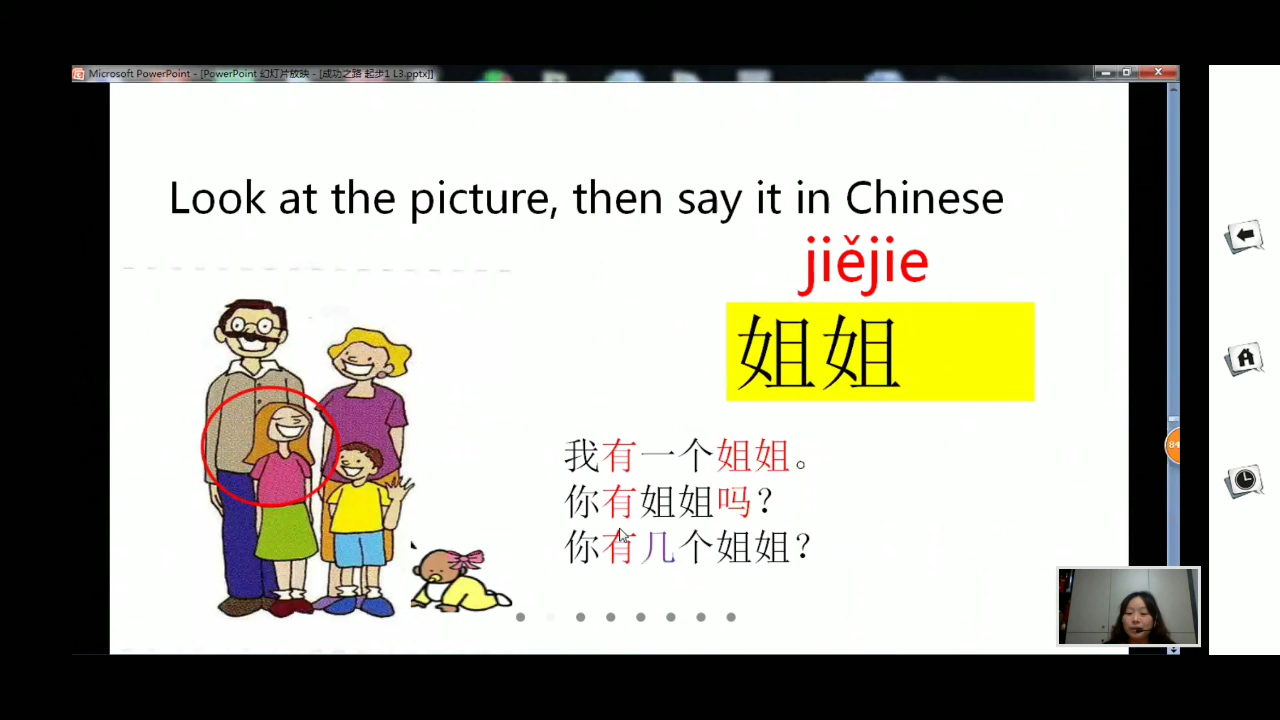 Microsoft PowerPoint - [PowerPoint 幻灯片放映 - [成功之路 起步1 L3.pptx]]
Look at the picture, then say it in Chinese
jiějie
姐姐
我有一个姐姐。
你有姐姐吗？
你有几个姐姐？